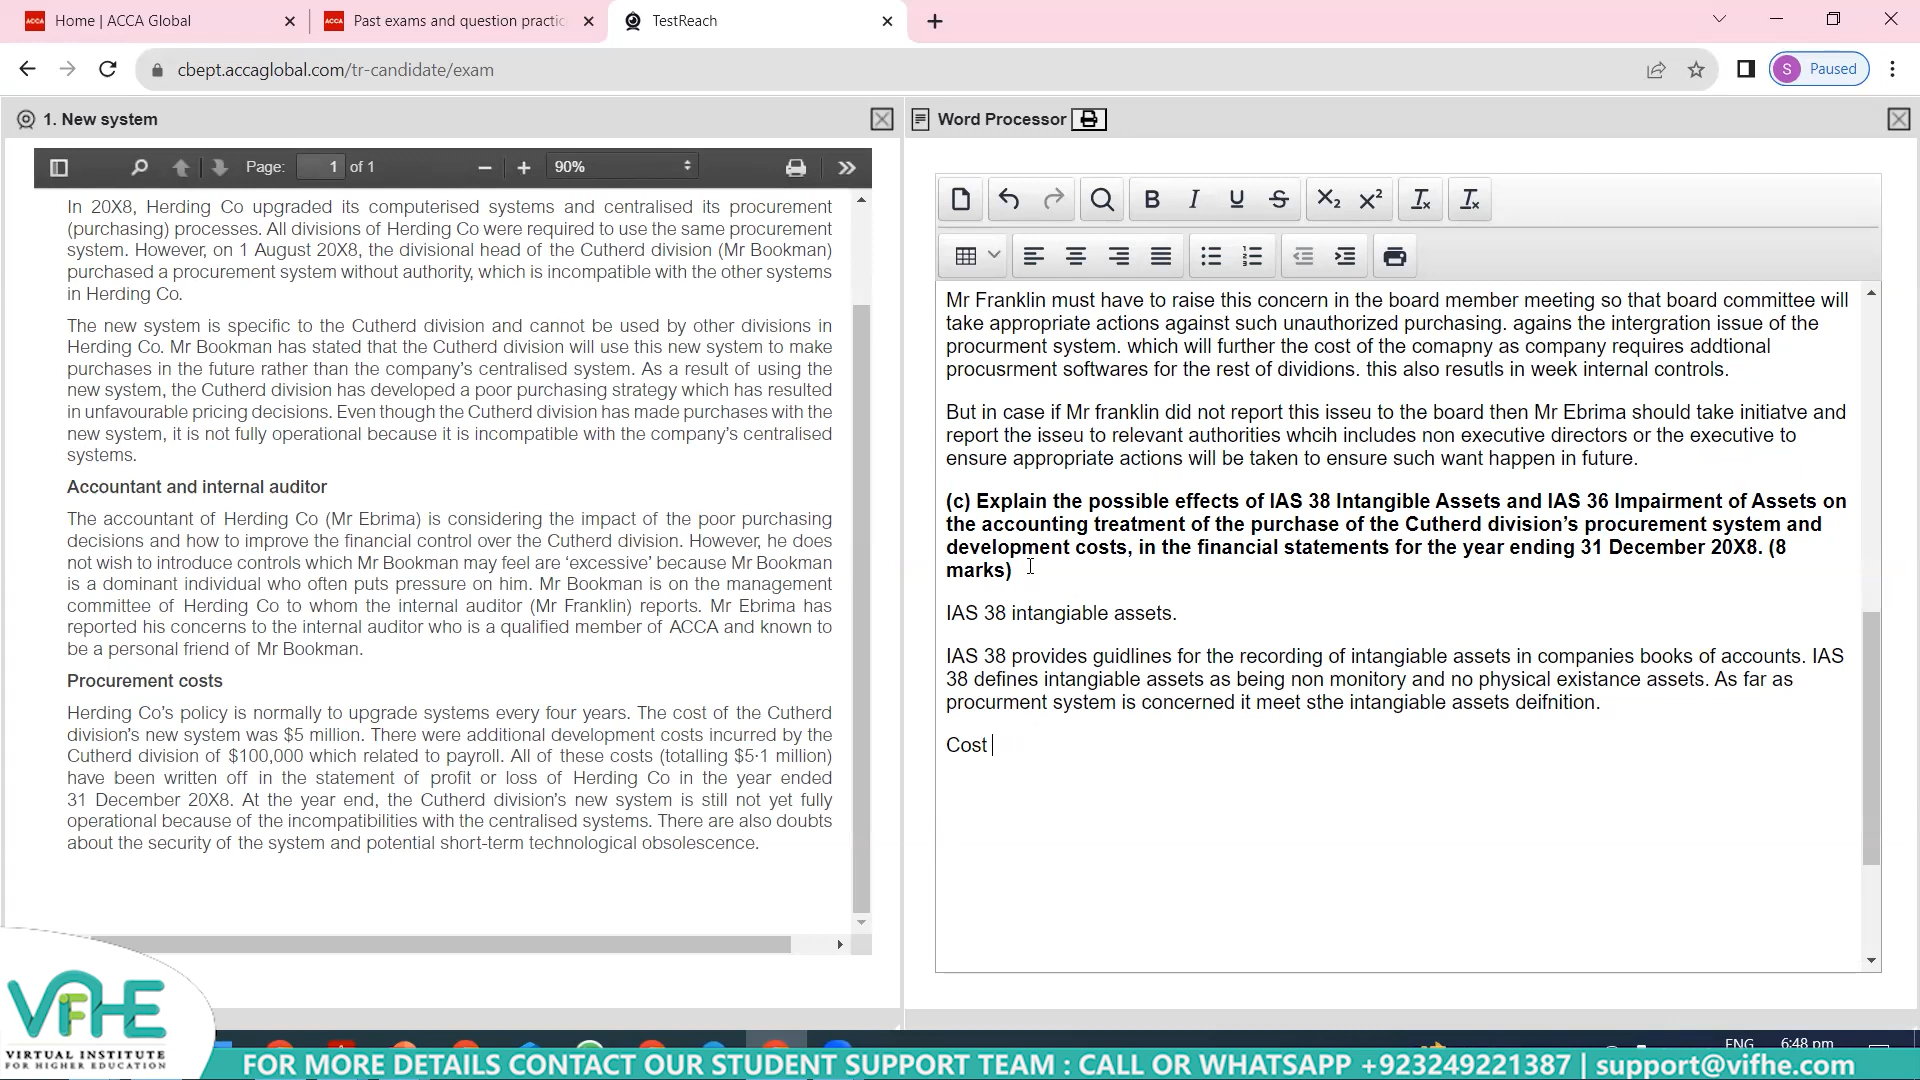 Home | ACCA Global
Past exams and question practic
TestReach
cbept.accaglobal.com/tr-candidate/exam
S Paused
1. New system
Word Processor
Page: 1 of 1
90%
In 20X8, Herding Co upgraded its computerised systems and centralised its procurement
(purchasing) processes. All divisions of Herding Co were required to use the same procurement
system. However, on 1 August 20X8, the divisional head of the Cutherd division (Mr Bookman)
purchased a procurement system without authority, which is incompatible with the other systems
in Herding Co.
The new system is specific to the Cutherd division and cannot be used by other divisions in
Herding Co. Mr Bookman has stated that the Cutherd division will use this new system to make
purchases in the future rather than the company's centralised system. As a result of using the
new system, the Cutherd division has developed a poor purchasing strategy which has resulted
in unfavourable pricing decisions. Even though the Cutherd division has made purchases with the
new system, it is not fully operational because it is incompatible with the company's centralised
systems.
Accountant and internal auditor
The accountant of Herding Co (Mr Ebrima) is considering the impact of the poor purchasing
decisions and how to improve the financial control over the Cutherd division. However, he does
not wish to introduce controls which Mr Bookman may feel are 'excessive' because Mr Bookman
is a dominant individual who often puts pressure on him. Mr Bookman is on the management
committee of Herding Co to whom the internal auditor (Mr Franklin) reports. Mr Ebrima has
reported his concerns to the internal auditor who is a qualified member of ACCA and known to
be a personal friend of Mr Bookman.
Procurement costs
Herding Co's policy is normally to upgrade systems every four years. The cost of the Cutherd
division's new system was $5 million. There were additional development costs incurred by the
Cutherd division of $100,000 which related to payroll. All of these costs (totalling $5·1 million)
have been written off in the statement of profit or loss of Herding Co in the year ended
31 December 20X8. At the year end, the Cutherd division's new system is still not yet fully
operational because of the incompatibilities with the centralised systems. There are also doubts
about the security of the system and potential short-term technological obsolescence.
Mr Franklin must have to raise this concern in the board member meeting so that board committee will
take appropriate actions against such unauthorized purchasing. agains the intergration issue of the
procurment system. which will further the cost of the comapny as company requires addtional
procusrment softwares for the rest of dividions. this also resutls in week internal controls.
But in case if Mr franklin did not report this isseu to the board then Mr Ebrima should take initiatve and
report the isseu to relevant authorities whcih includes non executive directors or the executive to
ensure appropriate actions will be taken to ensure such want happen in future.
(c) Explain the possible effects of IAS 38 Intangible Assets and IAS 36 Impairment of Assets on
the accounting treatment of the purchase of the Cutherd division's procurement system and
development costs, in the financial statements for the year ending 31 December 20X8. (8
marks)
IAS 38 intangiable assets.
IAS 38 provides guidlines for the recording of intangiable assets in companies books of accounts. IAS
38 defines intangiable assets as being non monitory and no physical existance assets. As far as
procurment system is concerned it meet sthe intangiable assets deifnition.
Cost
VIFHE
VIRTUAL INSTITUTE
FOR HIGHER EDUCATION
ENG
6:48 pm
FOR MORE DETAILS CONTACT OUR STUDENT SUPPORT TEAM : CALL OR WHATSAPP +923249221387 | support@vifhe.com